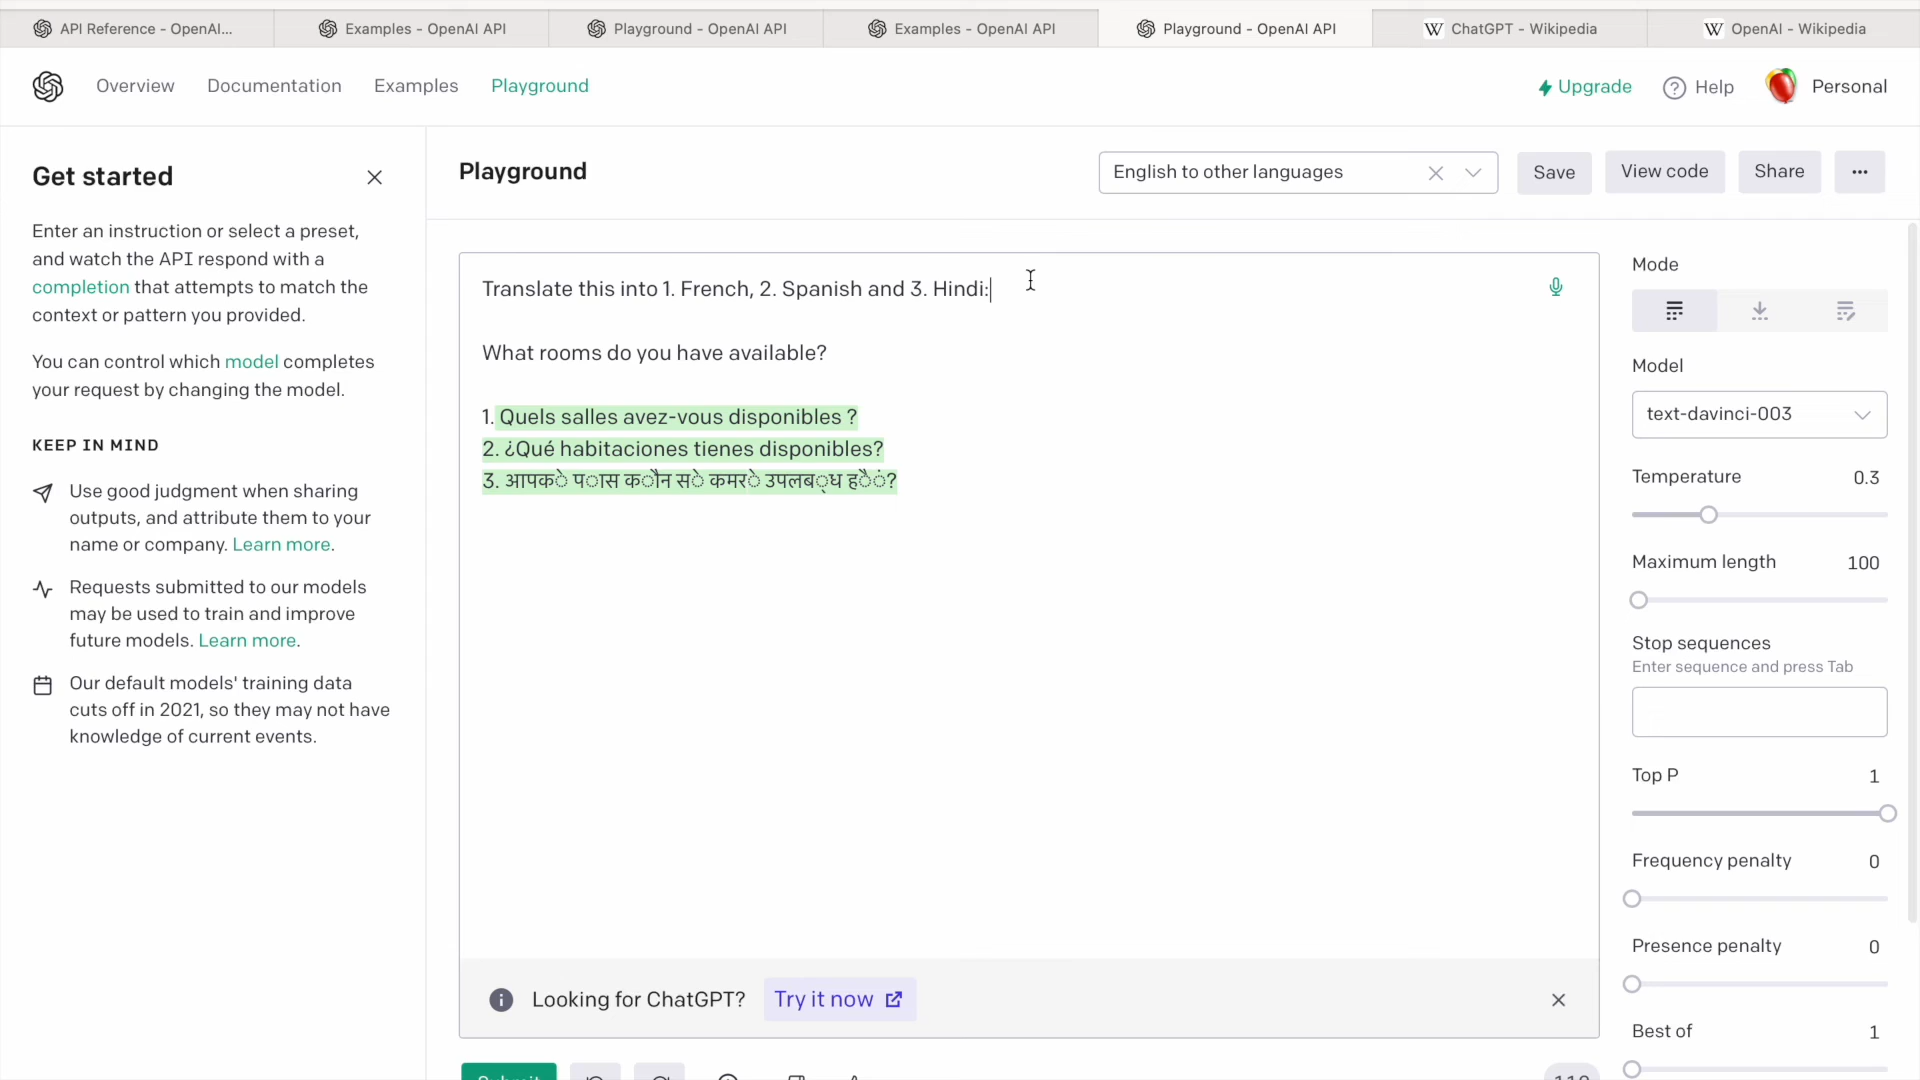 API Reference - OpenAI...
Examples - OpenAI API
Playground - OpenAI API
Examples - OpenAI API
Playground - OpenAI API
W ChatGPT - Wikipedia
W OpenAI - Wikipedia
Overview
Documentation
Examples
Playground
Upgrade
Help
Personal
Get started
Enter an instruction or select a preset,
and watch the API respond with a
completion that attempts to match the
context or pattern you provided.
You can control which model completes
your request by changing the model.
KEEP IN MIND
Use good judgment when sharing
outputs, and attribute them to your
name or company. Learn more.
Requests submitted to our models
may be used to train and improve
future models. Learn more.
Our default models' training data
cuts off in 2021, so they may not have
knowledge of current events.
Playground
English to other languages
Save
View code
Share
Translate this into 1. French, 2. Spanish and 3. Hindi:
What rooms do you have available?
1. Quels salles avez-vous disponibles ?
2. ¿Qué habitaciones tienes disponibles?
3. आपके पास कौन से कमरे उपलब्ध हैं?
Looking for ChatGPT?
Try it now
Submit
Mode
Model
text-davinci-003
Temperature 0.3
Maximum length 100
Stop sequences
Enter sequence and press Tab
Top P 1
Frequency penalty 0
Presence penalty 0
Best of 1